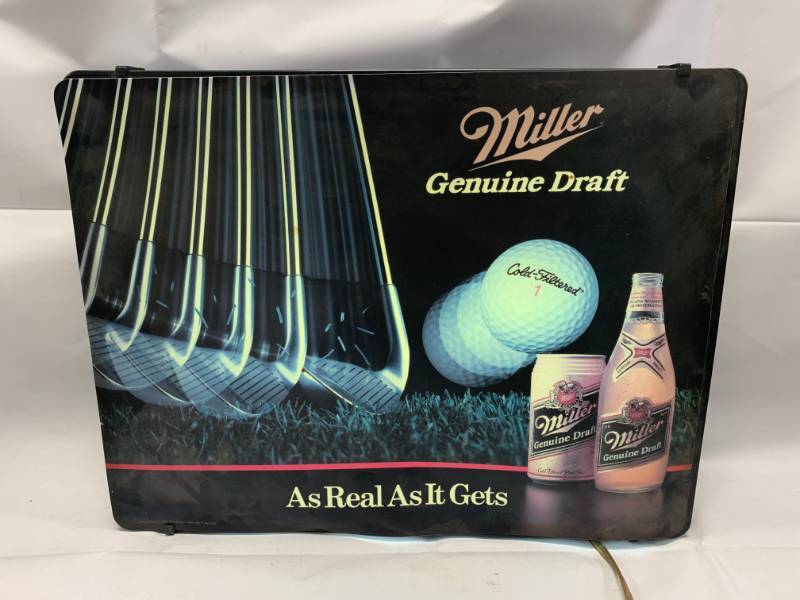 Miller
Genuine Draft
Cold-Filtered
1
Miller
Genuine Draft
Miller
Genuine Draft
As Real As It Gets